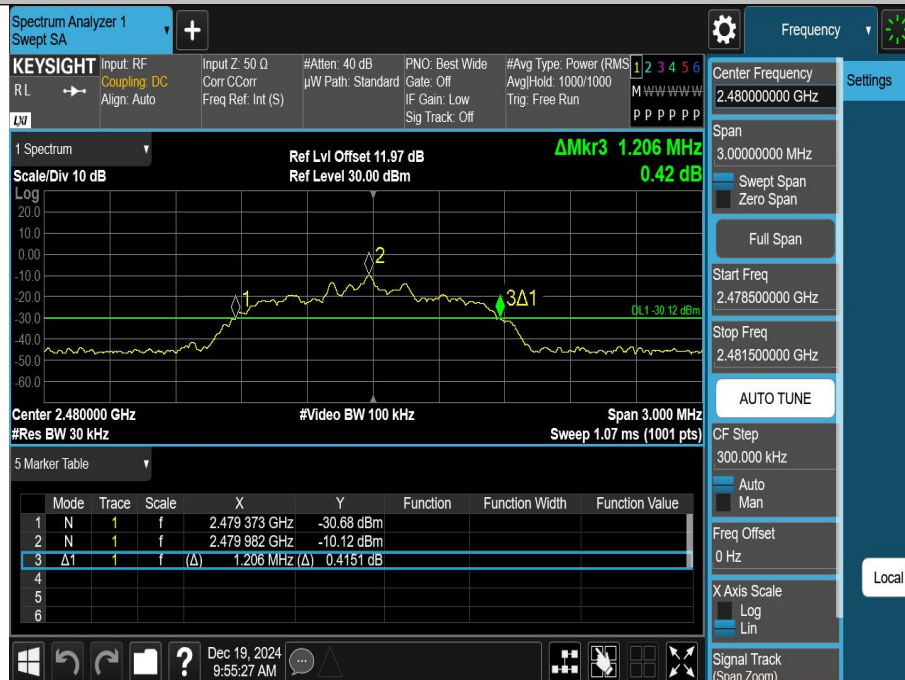 Spectrum Analyzer 1
Swept SA
+
Frequency
KEYSIGHT
RL
LXI
Input: RF
Coupling: DC
Align: Auto
Input Z: 50 Ω
Corr CCorr
Freq Ref: Int (S)
#Atten: 40 dB
µW Path: Standard
PNO: Best Wide
Gate: Off
IF Gain: Low
Sig Track: Off
#Avg Type: Power (RMS
Avg|Hold: 1000/1000
Trig: Free Run
1 2 3 4 5 6
M W W W W W
P P P P P P
1 Spectrum
Scale/Div 10 dB
Ref Lvl Offset 11.97 dB
Ref Level 30.00 dBm
ΔMkr3 1.206 MHz
0.42 dB
Log
20.0
10.0
0.00
-10.0
-20.0
-30.0
-40.0
-50.0
-60.0
1
2
3Δ1
DL1 -30.12 dBm
Center 2.480000 GHz
#Video BW 100 kHz
Span 3.000 MHz
#Res BW 30 kHz
Sweep 1.07 ms (1001 pts)
5 Marker Table
Mode Trace Scale X Y Function Function Width Function Value
1 N 1 f 2.479 373 GHz -30.68 dBm
2 N 1 f 2.479 982 GHz -10.12 dBm
3 Δ1 1 f (Δ) 1.206 MHz (Δ) 0.4151 dB
4
5
6
?
Dec 19, 2024
9:55:27 AM
Center Frequency
2.480000000 GHz
Settings
Span
3.00000000 MHz
Swept Span
Zero Span
Full Span
Start Freq
2.478500000 GHz
Stop Freq
2.481500000 GHz
AUTO TUNE
CF Step
300.000 kHz
Auto
Man
Freq Offset
0 Hz
X Axis Scale
Log
Lin
Local
Signal Track
(Span Zoom)